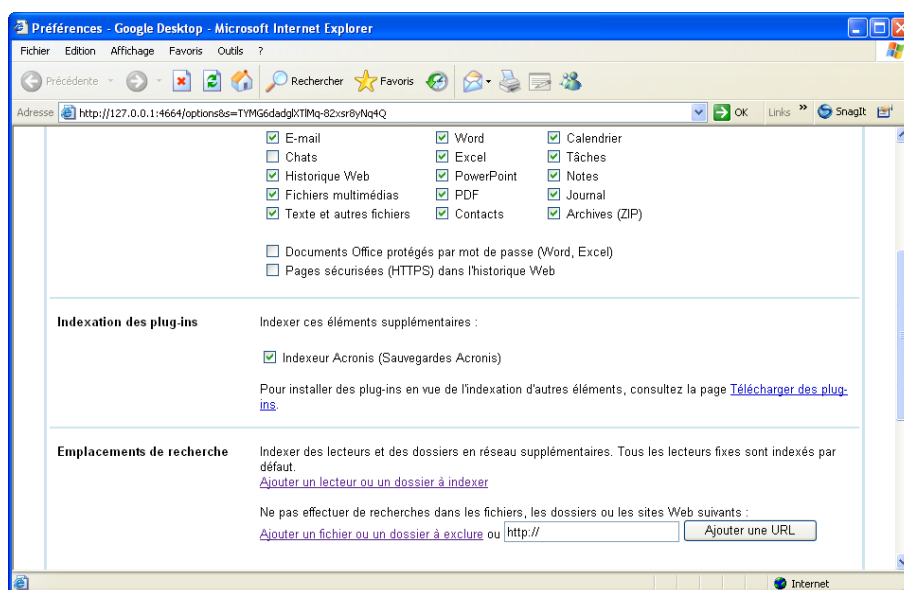 Préférences - Google Desktop - Microsoft Internet Explorer
Fichier Edition Affichage Favoris Outils ?
Précédente Rechercher Favoris
Adresse http://127.0.0.1:4664/options&s=TYMG6dadglXTlMq-82xsr8yNq4Q OK Links » SnagIt
E-mail Word Calendrier
Chats Excel Tâches
Historique Web PowerPoint Notes
Fichiers multimédias PDF Journal
Texte et autres fichiers Contacts Archives (ZIP)
Documents Office protégés par mot de passe (Word, Excel)
Pages sécurisées (HTTPS) dans l'historique Web
Indexation des plug-ins Indexer ces éléments supplémentaires :
Indexeur Acronis (Sauvegardes Acronis)
Pour installer des plug-ins en vue de l'indexation d'autres éléments, consultez la page Télécharger des plug-
ins.
Emplacements de recherche Indexer des lecteurs et des dossiers en réseau supplémentaires. Tous les lecteurs fixes sont indexés par
défaut.
Ajouter un lecteur ou un dossier à indexer
Ne pas effectuer de recherches dans les fichiers, les dossiers ou les sites Web suivants :
Ajouter un fichier ou un dossier à exclure ou http:// Ajouter une URL
Internet